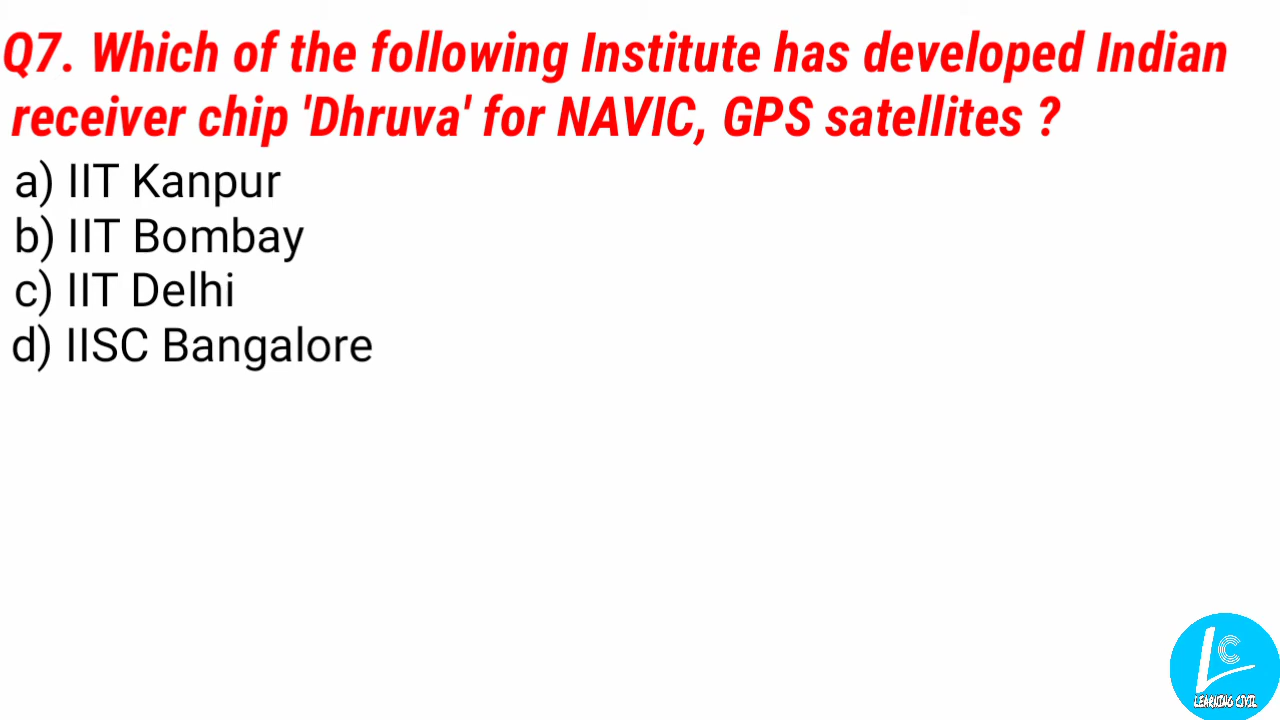 Q7. Which of the following Institute has developed Indian
receiver chip 'Dhruva' for NAVIC, GPS satellites ?
a) IIT Kanpur
b) IIT Bombay
c) IIT Delhi
d) IISC Bangalore
LC
LEARNING CIVIL